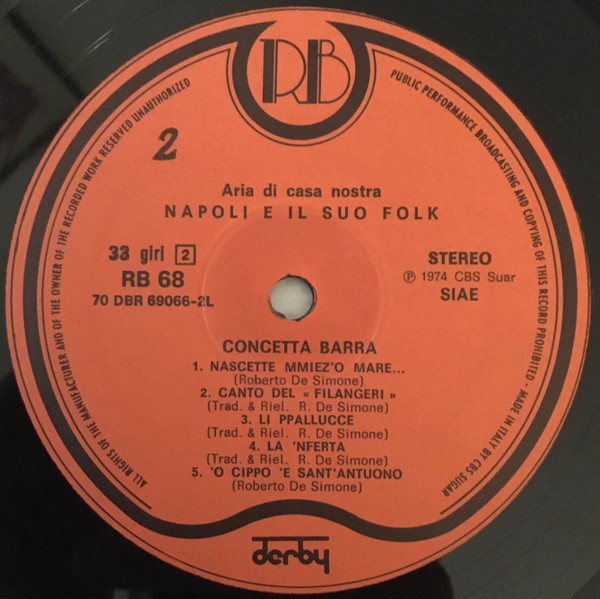 RB
2
ALL RIGHTS OF THE MANUFACTURER AND OF THE OWNER OF THE RECORDED WORK RESERVED UNAUTHORIZED
PUBLIC PERFORMANCE BROADCASTING AND COPYING OF THIS RECORD PROHIBITED - MADE IN ITALY BY CBS SUGAR
Aria di casa nostra
NAPOLI E IL SUO FOLK
33 giri 2
RB 68
70 DBR 69066-2L
STEREO
℗ 1974 CBS Suar
SIAE
CONCETTA BARRA
1. NASCETTE MMIEZ'O MARE...
(Roberto De Simone)
2. CANTO DEL « FILANGERI »
(Trad. & Riel. R. De Simone)
3. LI PPALLUCCE
(Trad. & Riel. R. De Simone)
4. LA 'NFERTA
(Trad. & Riel. R. De Simone)
5. 'O CIPPO 'E SANT'ANTUONO
(Roberto De Simone)
derby